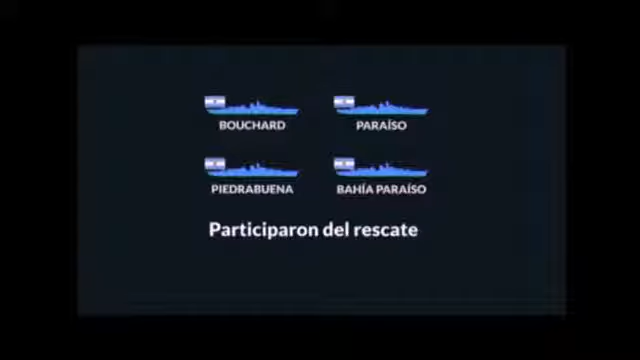 BOUCHARD PARAÍSO
PIEDRABUENA BAHÍA PARAÍSO
Participaron del rescate